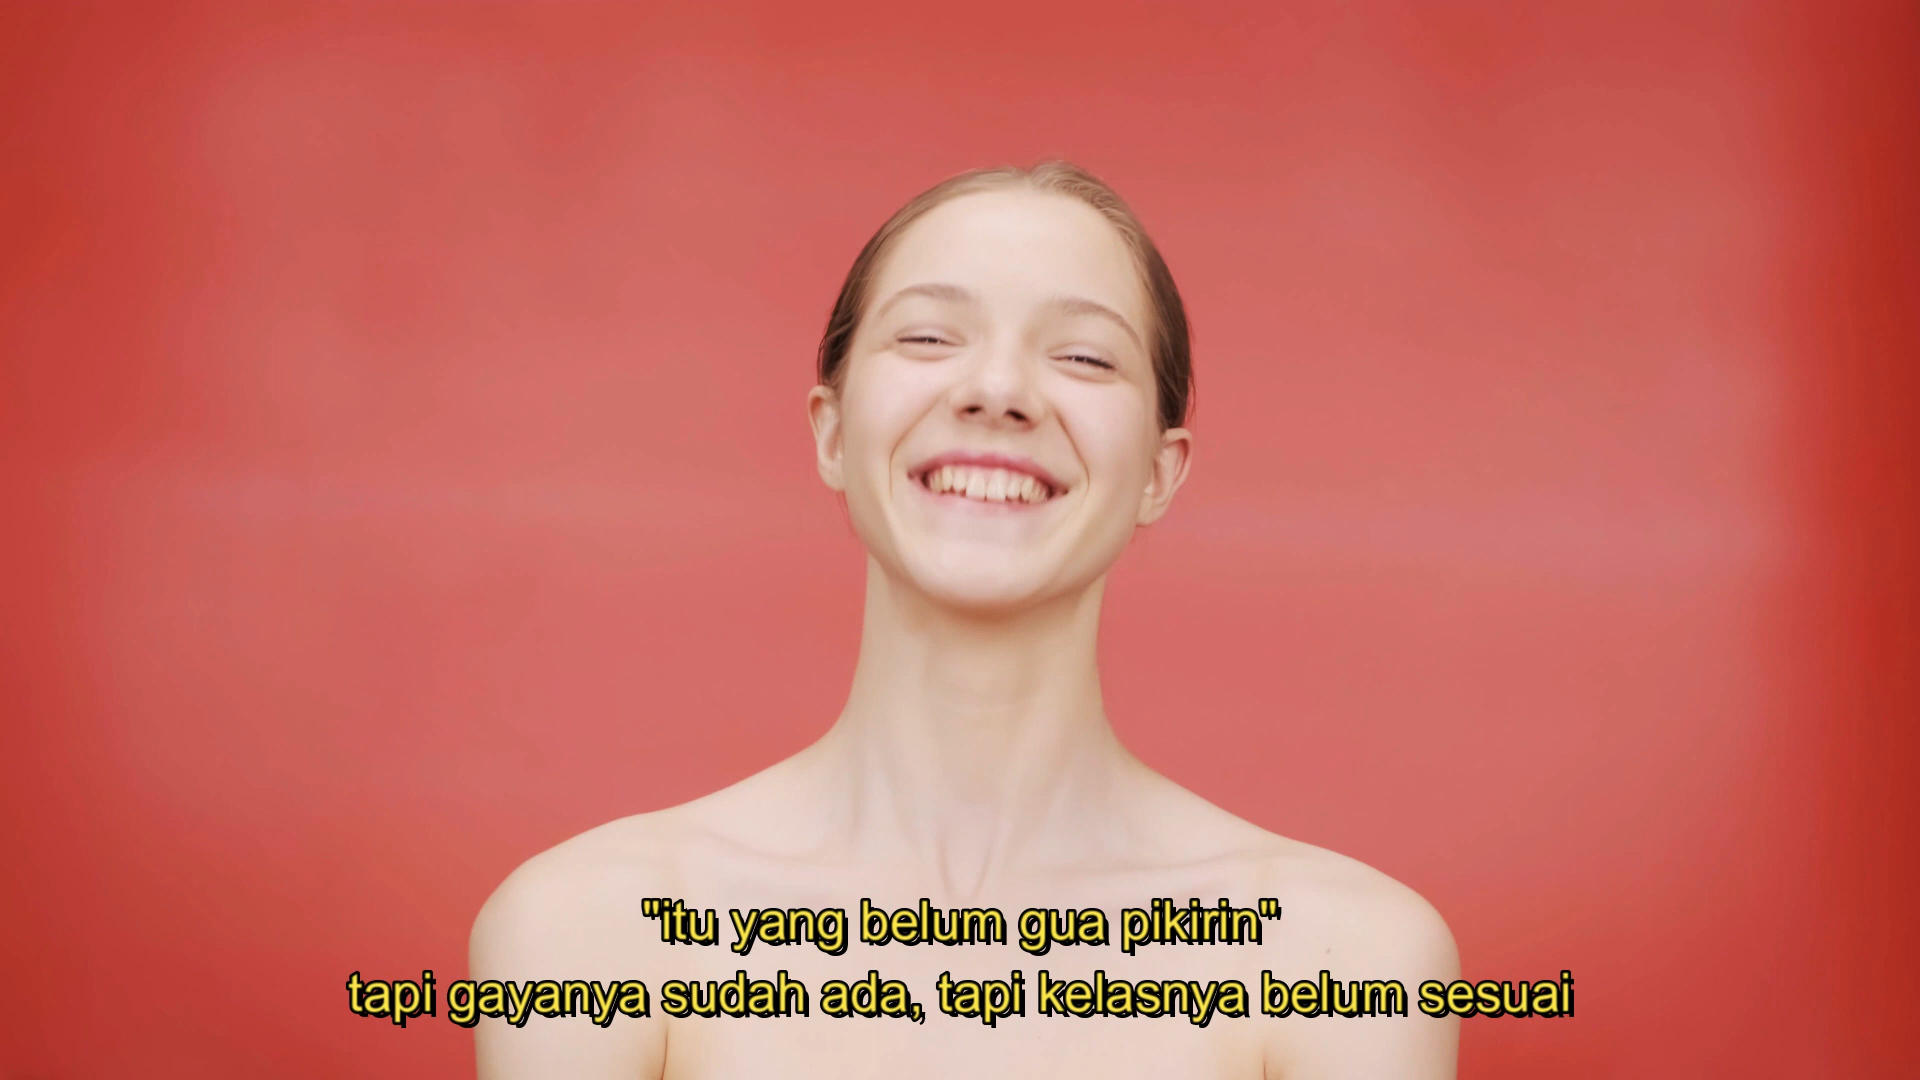 "itu yang belum gua pikirin"
tapi gayanya sudah ada, tapi kelasnya belum sesuai